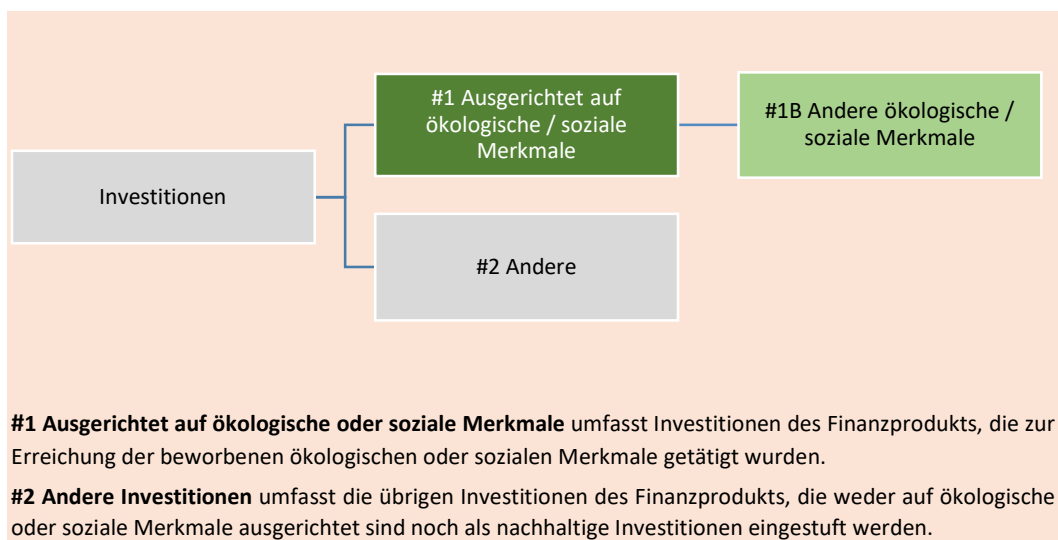 #1 Ausgerichtet auf
ökologische / soziale
Merkmale
#1B Andere ökologische /
soziale Merkmale
Investitionen
#2 Andere
#1 Ausgerichtet auf ökologische oder soziale Merkmale umfasst Investitionen des Finanzprodukts, die zur
Erreichung der beworbenen ökologischen oder sozialen Merkmale getätigt wurden.
#2 Andere Investitionen umfasst die übrigen Investitionen des Finanzprodukts, die weder auf ökologische
oder soziale Merkmale ausgerichtet sind noch als nachhaltige Investitionen eingestuft werden.